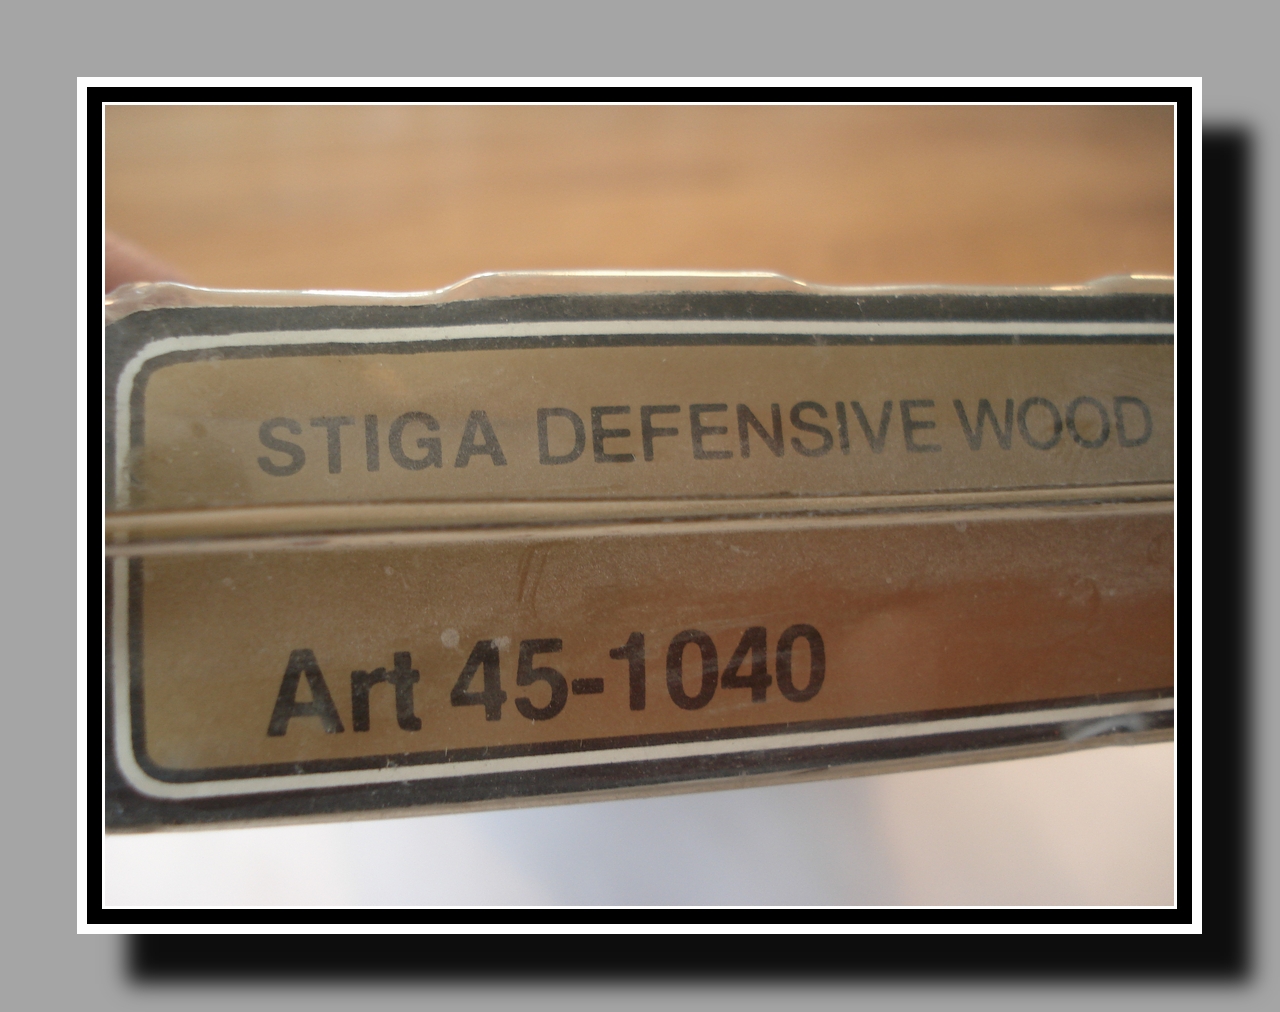 STIGA DEFENSIVE WOOD
Art 45-1040